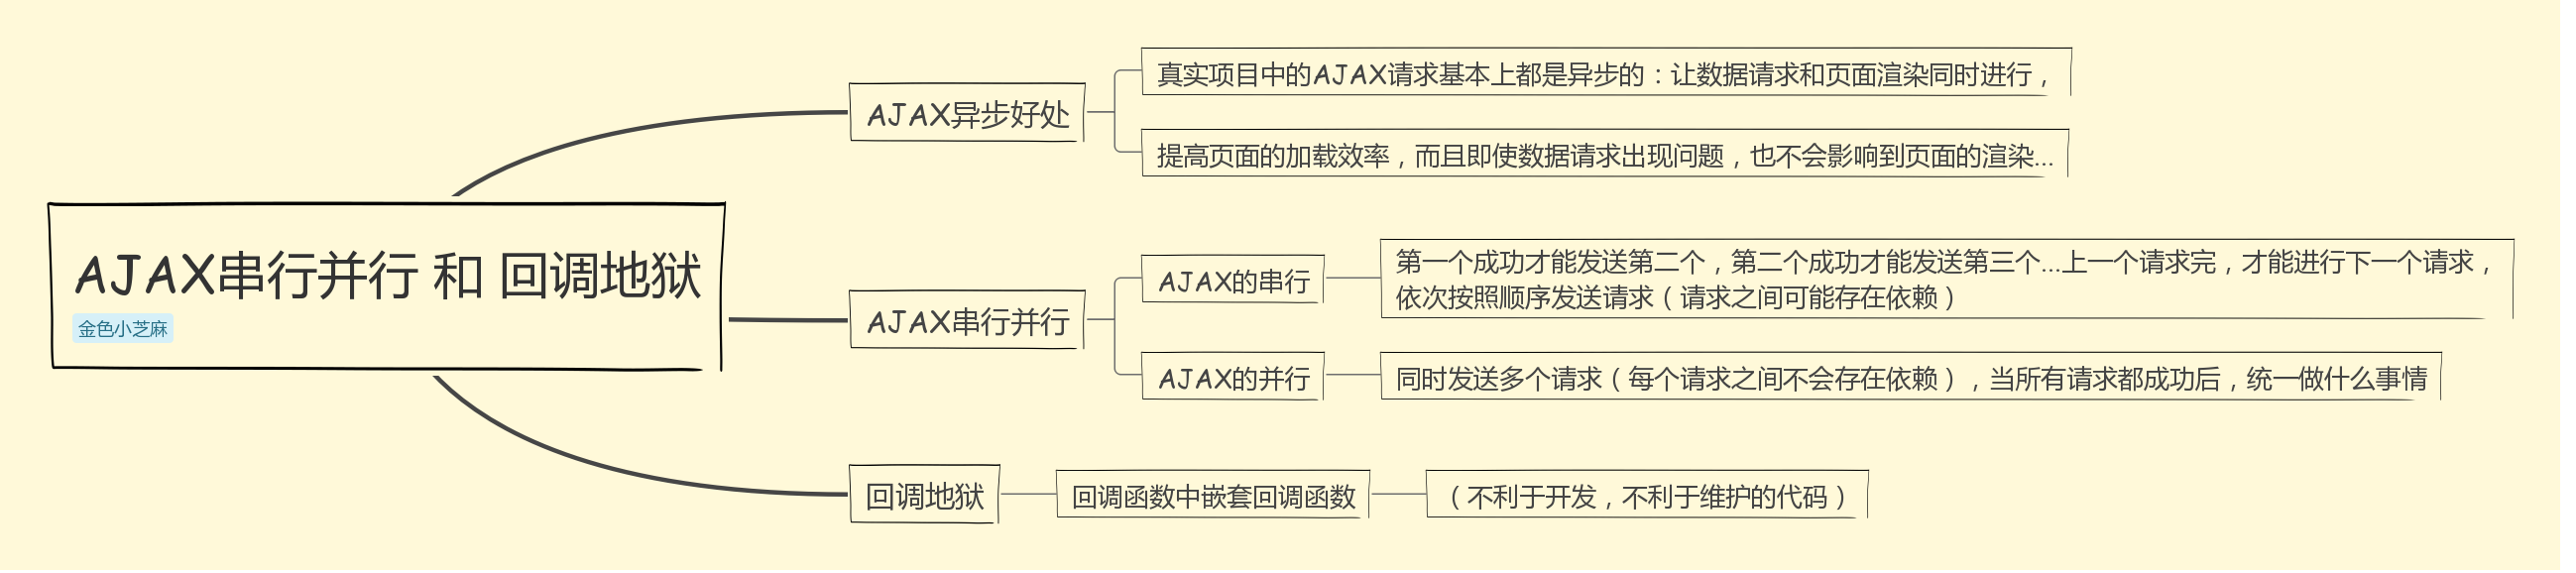 AJAX串行并行 和 回调地狱
金色小芝麻
AJAX异步好处
真实项目中的AJAX请求基本上都是异步的：让数据请求和页面渲染同时进行，
提高页面的加载效率，而且即使数据请求出现问题，也不会影响到页面的渲染...
AJAX串行并行
AJAX的串行
第一个成功才能发送第二个，第二个成功才能发送第三个...上一个请求完，才能进行下一个请求，
依次按照顺序发送请求（请求之间可能存在依赖）
AJAX的并行
同时发送多个请求（每个请求之间不会存在依赖），当所有请求都成功后，统一做什么事情
回调地狱
回调函数中嵌套回调函数
（不利于开发，不利于维护的代码）